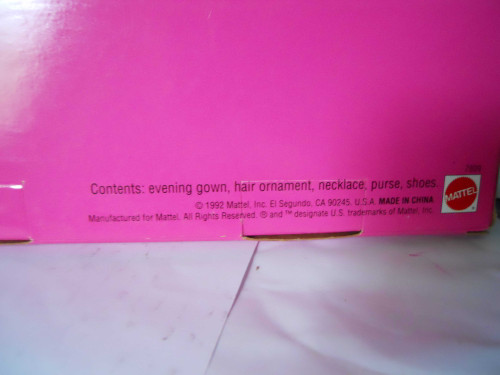 Contents: evening gown, hair ornament, necklace, purse, shoes.
© 1992 Mattel, Inc. El Segundo, CA 90245. U.S.A. MADE IN CHINA
Manufactured for Mattel. All Rights Reserved. ® and ™ designate U.S. trademarks of Mattel, Inc.
MATTEL